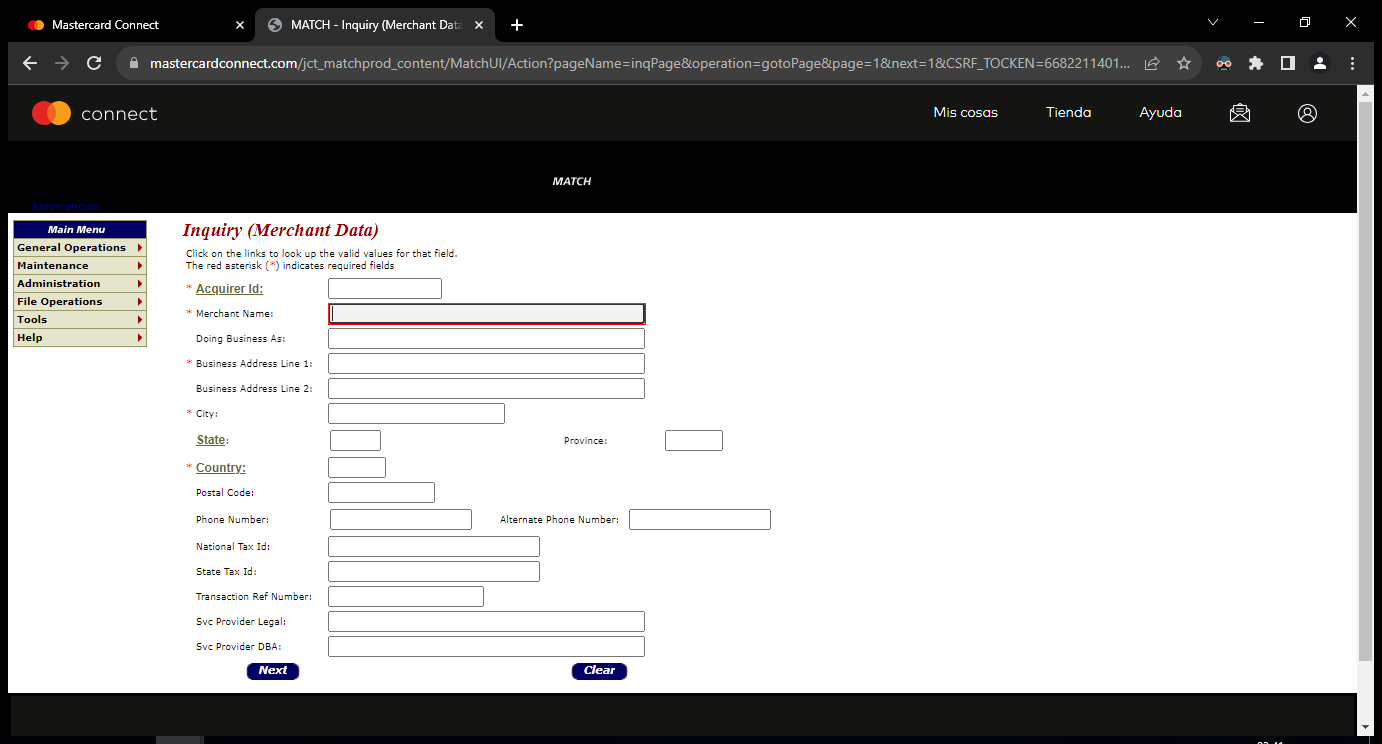 Mastercard Connect
MATCH - Inquiry (Merchant Data
mastercardconnect.com/jct_matchprod_content/MatchUI/Action?pageName=inqPage&operation=gotoPage&page=1&next=1&CSRF_TOCKEN=6682211401...
connect Mis cosas Tienda Ayuda
MATCH
Main Menu
General Operations
Maintenance
Administration
File Operations
Tools
Help
Inquiry (Merchant Data)
Click on the links to look up the valid values for that field.
The red asterisk (*) indicates required fields
* Acquirer Id:
* Merchant Name:
Doing Business As:
* Business Address Line 1:
Business Address Line 2:
* City:
State: Province:
* Country:
Postal Code:
Phone Number: Alternate Phone Number:
National Tax Id:
State Tax Id:
Transaction Ref Number:
Svc Provider Legal:
Svc Provider DBA:
Next Clear